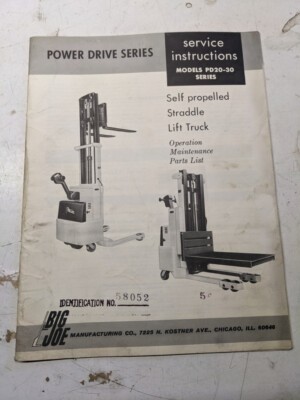 POWER DRIVE SERIES
service
instructions
MODELS PD20-30
SERIES
Self propelled
Straddle
Lift Truck
Operation
Maintenance
Parts List
IDENTIFICATION NO. 58052
BIG
JOE MANUFACTURING CO., 7225 N. KOSTNER AVE., CHICAGO, ILL. 60646